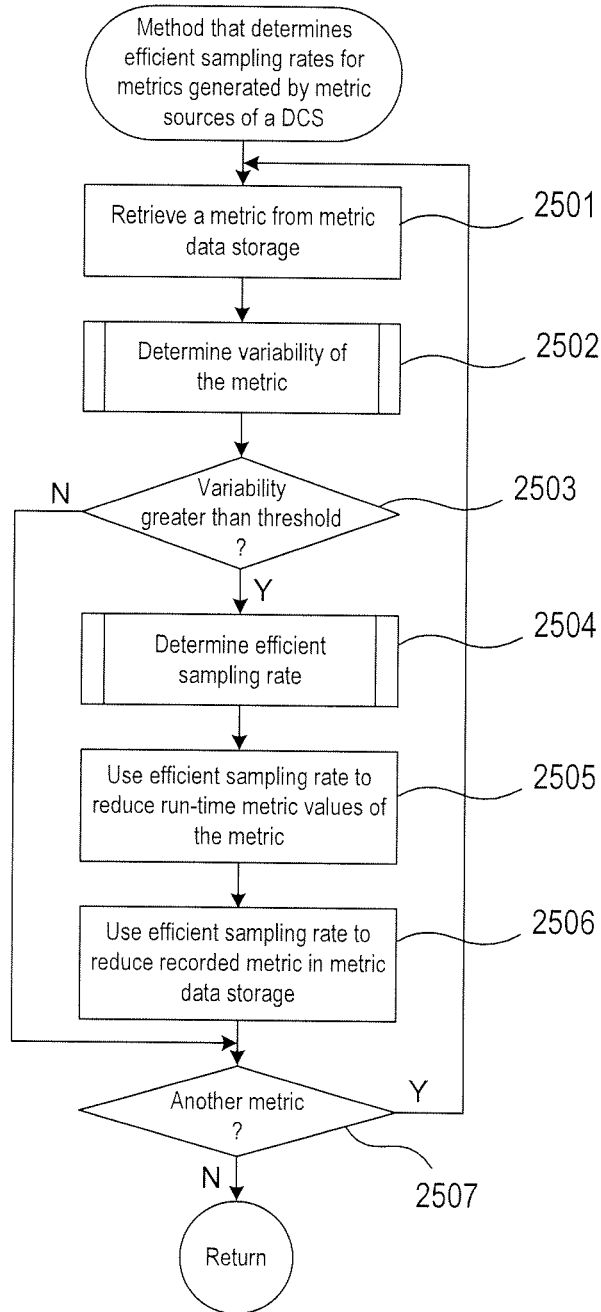 Method that determines
efficient sampling rates for
metrics generated by metric
sources of a DCS
Retrieve a metric from metric
data storage
2501
Determine variability of
the metric
2502
N
Variability
greater than threshold
?
2503
Y
Determine efficient
sampling rate
2504
Use efficient sampling rate to
reduce run-time metric values of
the metric
2505
Use efficient sampling rate to
reduce recorded metric in metric
data storage
2506
Another metric
?
Y
2507
N
Return